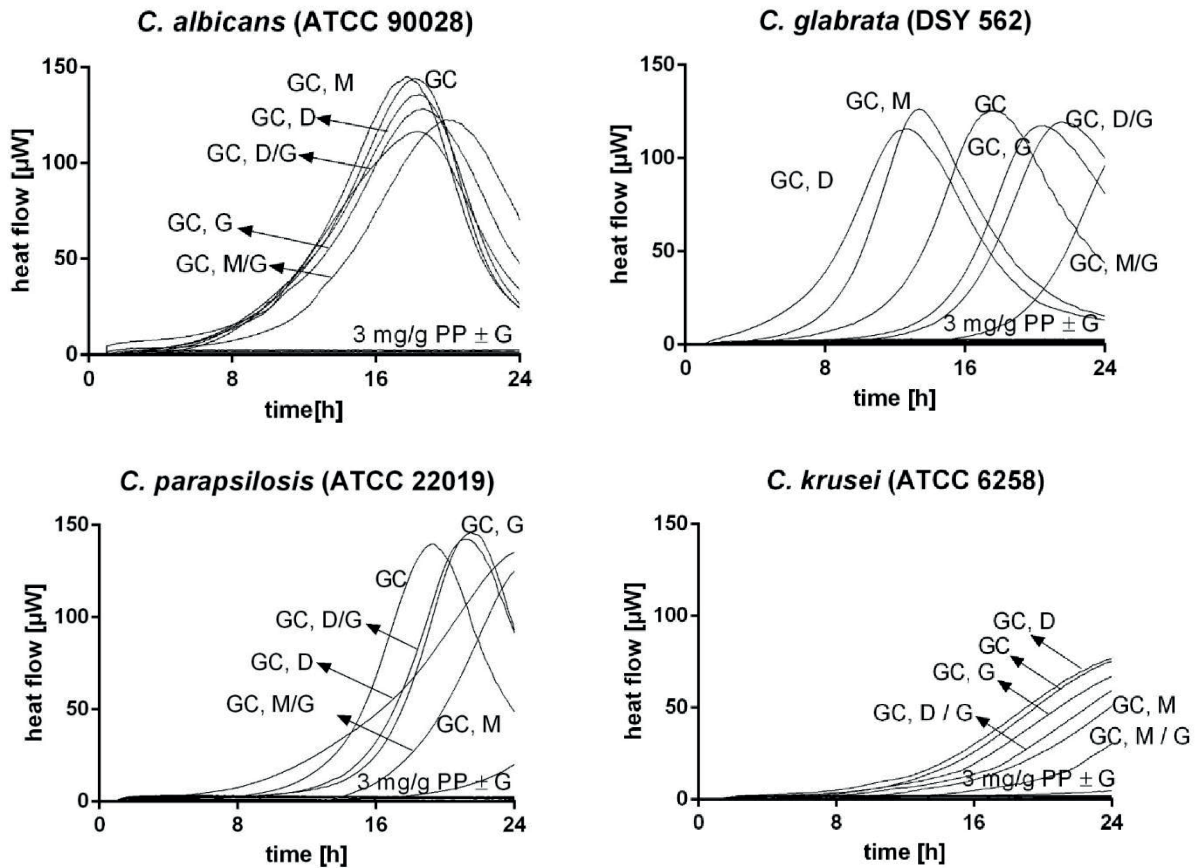 C. albicans (ATCC 90028)
150
100
50
0
heat flow [µW]
GC, M
GC
GC, D
GC, D/G
GC, G
GC, M/G
3 mg/g PP ± G
0 8 16 24
time[h]
C. glabrata (DSY 562)
150
100
50
0
heat flow [µW]
GC, M
GC
GC, D/G
GC, G
GC, D
GC, M/G
3 mg/g PP ± G
0 8 16 24
time [h]
C. parapsilosis (ATCC 22019)
150
100
50
0
heat flow [µW]
GC, G
GC
GC, D/G
GC, D
GC, M/G
GC, M
3 mg/g PP ± G
0 8 16 24
time [h]
C. krusei (ATCC 6258)
150
100
50
0
heat flow [µW]
GC, D
GC
GC, G
GC, D / G
GC, M
GC, M / G
3 mg/g PP ± G
0 8 16 24
time [h]